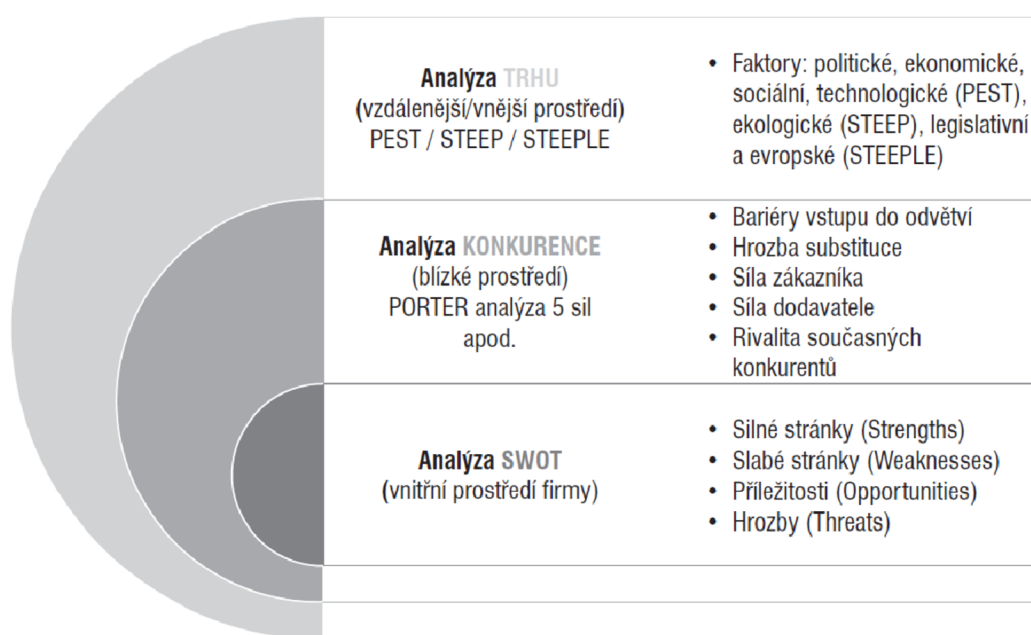 Analýza TRHU
(vzdálenější/vnější prostředí)
PEST / STEEP / STEEPLE
• Faktory: politické, ekonomické,
sociální, technologické (PEST),
ekologické (STEEP), legislativní
a evropské (STEEPLE)
Analýza KONKURENCE
(blízké prostředí)
PORTER analýza 5 sil
apod.
• Bariéry vstupu do odvětví
• Hrozba substituce
• Síla zákazníka
• Síla dodavatele
• Rivalita současných
konkurentů
Analýza SWOT
(vnitřní prostředí firmy)
• Silné stránky (Strengths)
• Slabé stránky (Weaknesses)
• Příležitosti (Opportunities)
• Hrozby (Threats)